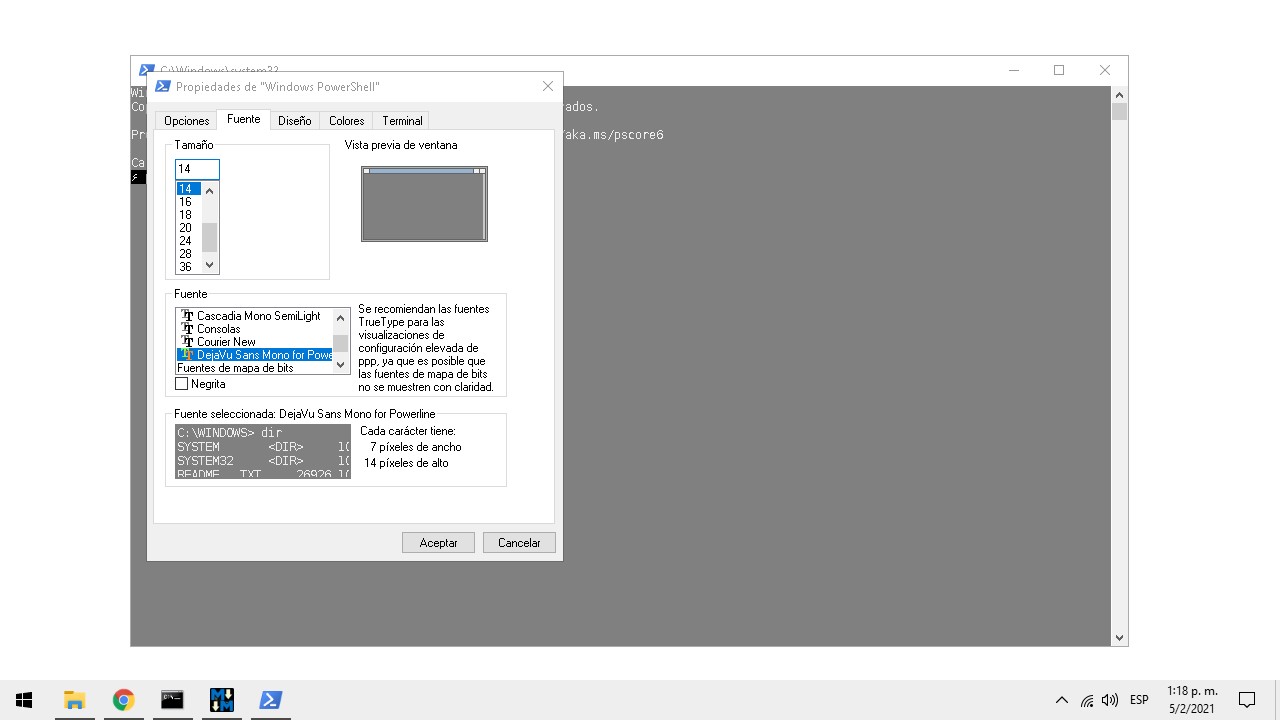 C:\Windows\system32
Propiedades de "Windows PowerShell"
Wi
Co
ados.
Pr
/aka.ms/pscore6
Ca
Opciones
Fuente
Diseño
Colores
Terminal
Tamaño
14
14
16
18
20
24
28
36
Vista previa de ventana
Fuente
Cascadia Mono SemiLight
Consolas
Courier New
DejaVu Sans Mono for Powe
Fuentes de mapa de bits
Negrita
Se recomiendan las fuentes
TrueType para las
visualizaciones de
configuración elevada de
ppp, ya que es posible que
las fuentes de mapa de bits
no se muestren con claridad.
Fuente seleccionada: DejaVu Sans Mono for Powerline
C:\WINDOWS> dir
SYSTEM <DIR> 10
SYSTEM32 <DIR> 10
README TXT 26926 10
Cada carácter tiene:
7 píxeles de ancho
14 píxeles de alto
Aceptar
Cancelar
ESP
1:18 p. m.
5/2/2021